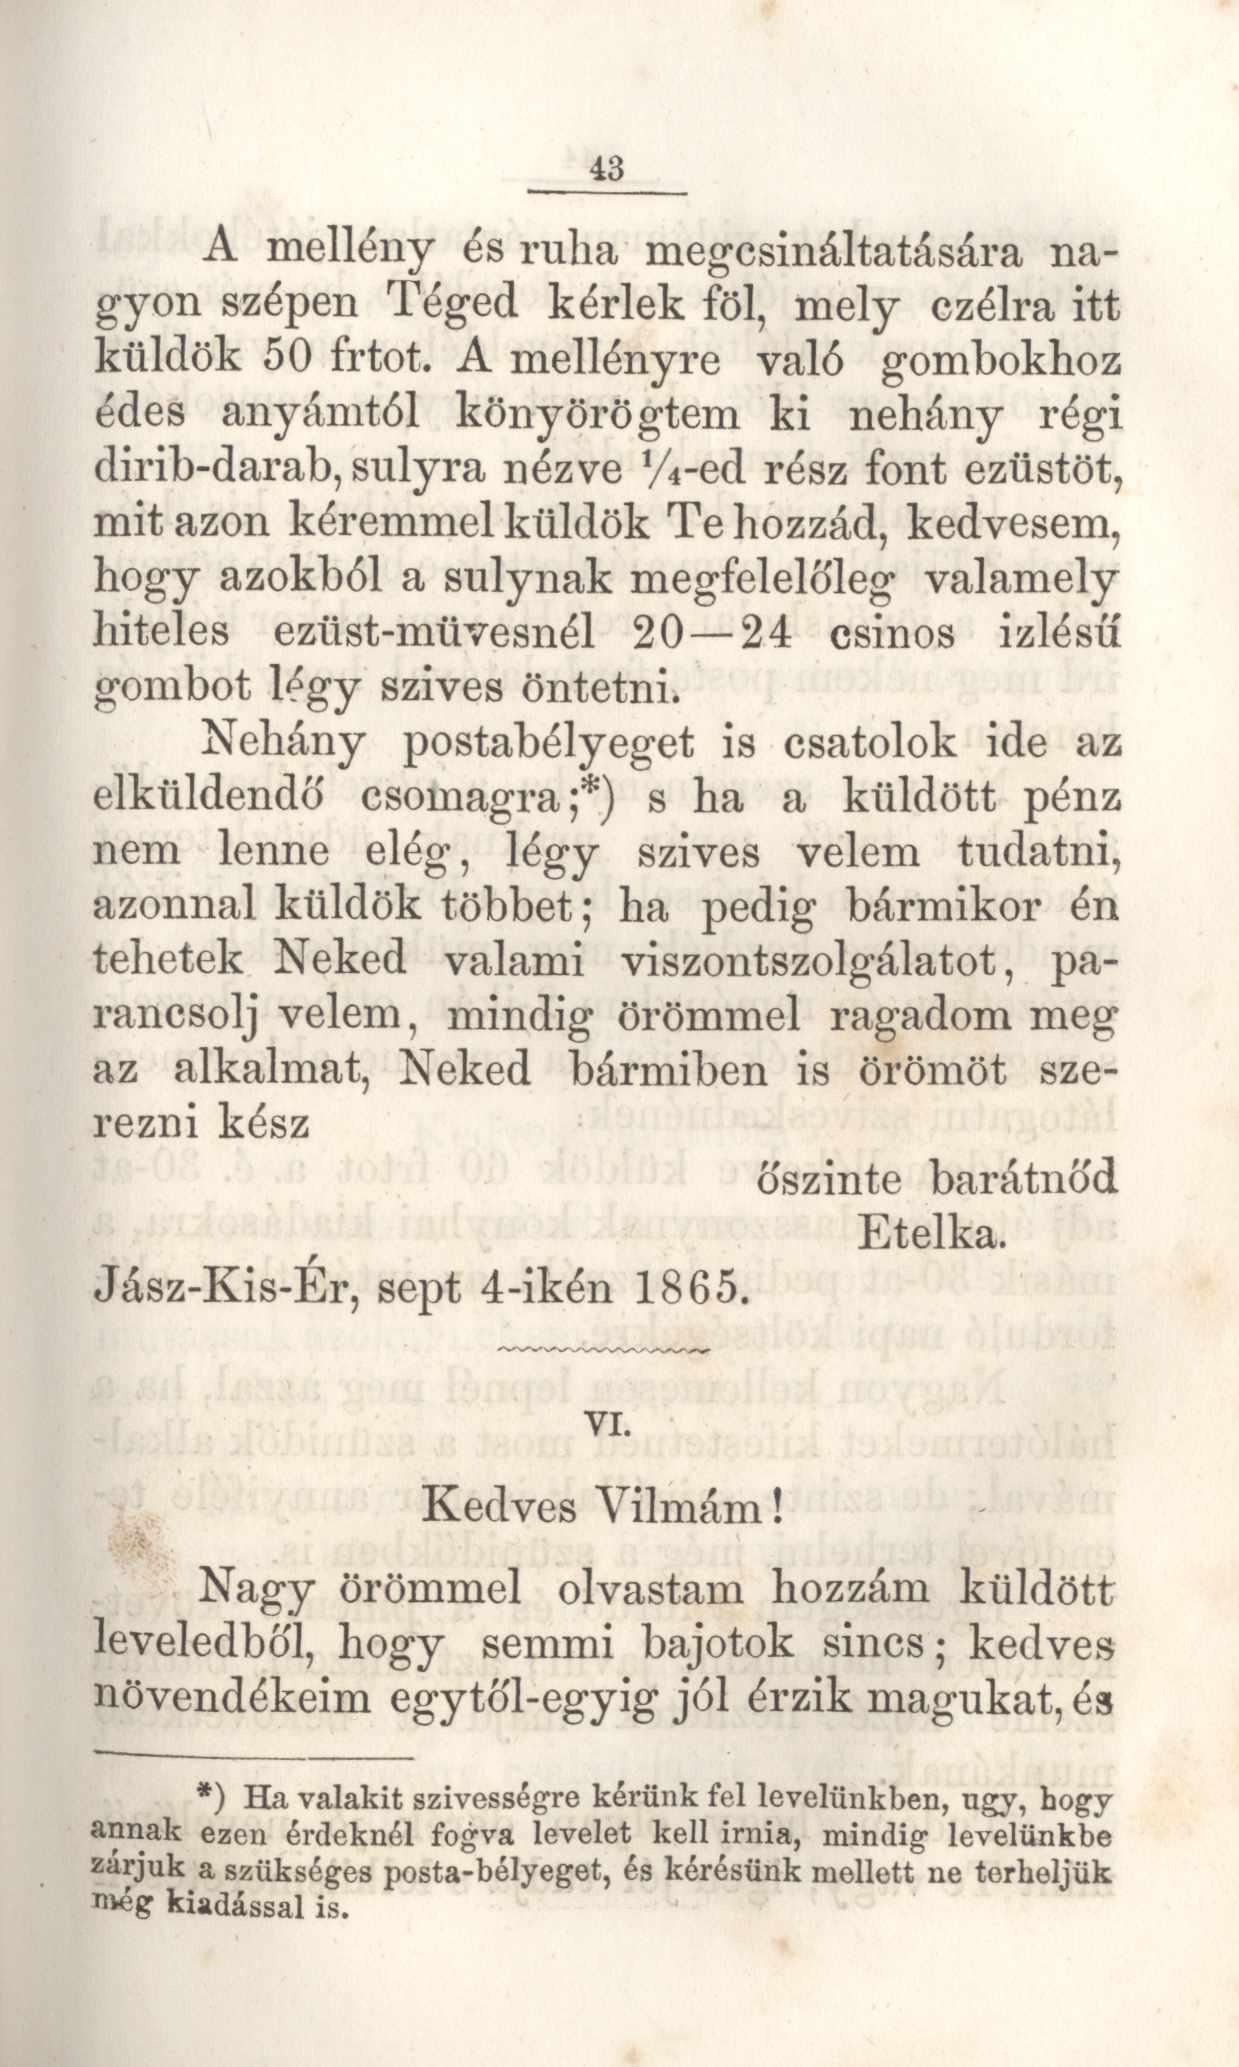 43
A mellény és ruha megcsináltatására na-
gyon szépen Téged kérlek föl, mely czélra itt
küldök 50 frtot. A mellényre való gombokhoz
édes anyámtól könyörögtem ki nehány régi
dirib-darab, sulyra nézve 1/4-ed rész font ezüstöt,
mit azon kéremmel küldök Te hozzád, kedvesem,
hogy azokból a sulynak megfelelőleg valamely
hiteles ezüst-müvesnél 20—24 csinos izlésű
gombot légy szives öntetni.
Nehány postabélyeget is csatolok ide az
elküldendő csomagra;*) s ha a küldött pénz
nem lenne elég, légy szives velem tudatni,
azonnal küldök többet; ha pedig bármikor én
tehetek Neked valami viszontszolgálatot, pa-
rancsolj velem, mindig örömmel ragadom meg
az alkalmat, Neked bármiben is örömöt sze-
rezni kész
őszinte barátnőd
Etelka.
Jász-Kis-Ér, sept 4-ikén 1865.
VI.
Kedves Vilmám!
Nagy örömmel olvastam hozzám küldött
leveledből, hogy semmi bajotok sincs; kedves
növendékeim egytől-egyig jól érzik magukat, és
*) Ha valakit szivességre kérünk fel levelünkben, ugy, hogy
annak ezen érdeknél fogva levelet kell irnia, mindig levelünkbe
zárjuk a szükséges posta-bélyeget, és kérésünk mellett ne terheljük
még kiadással is.